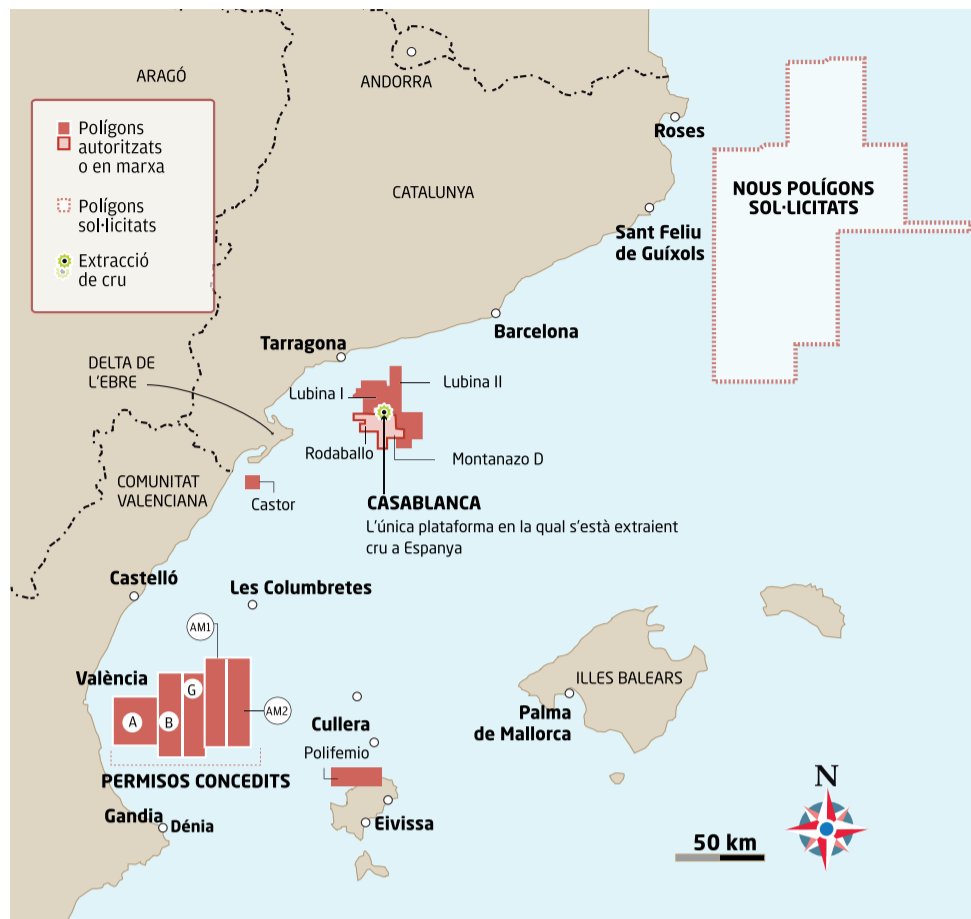 ARAGÓ
ANDORRA
Polígons
autoritzats
o en marxa
Polígons
sol·licitats
Extracció
de cru
Roses
CATALUNYA
NOUS POLÍGONS
SOL·LICITATS
Sant Feliu
de Guíxols
Barcelona
Tarragona
DELTA DE
L'EBRE
Lubina I
Lubina II
Rodaballo
Montanazo D
COMUNITAT
VALENCIANA
Castor
CASABLANCA
L'única plataforma en la qual s'està extraient
cru a Espanya
Castelló
Les Columbretes
AM1
València
G
A
B
AM2
ILLES BALEARS
Palma
de Mallorca
Cullera
Polifemio
PERMISOS CONCEDITS
Gandia
Dénia
Eivissa
N
50 km